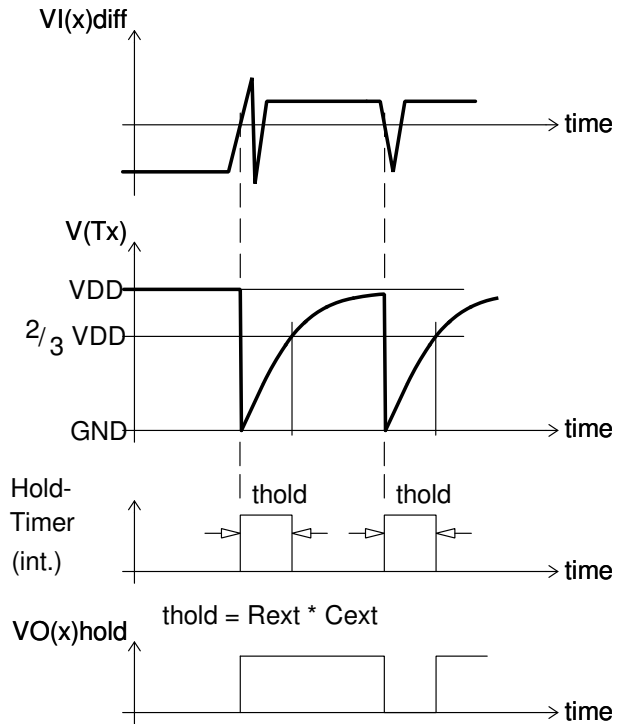 VI(x)diff
time
V(Tx)
VDD
2/3 VDD
GND
time
Hold-
Timer
(int.)
thold
thold
time
thold = Rext * Cext
VO(x)hold
time